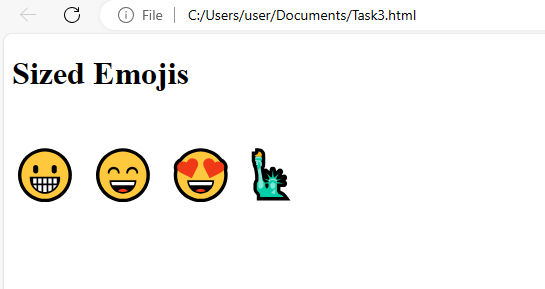 File C:/Users/user/Documents/Task3.html
Sized Emojis
😀 😄 😍 🗽